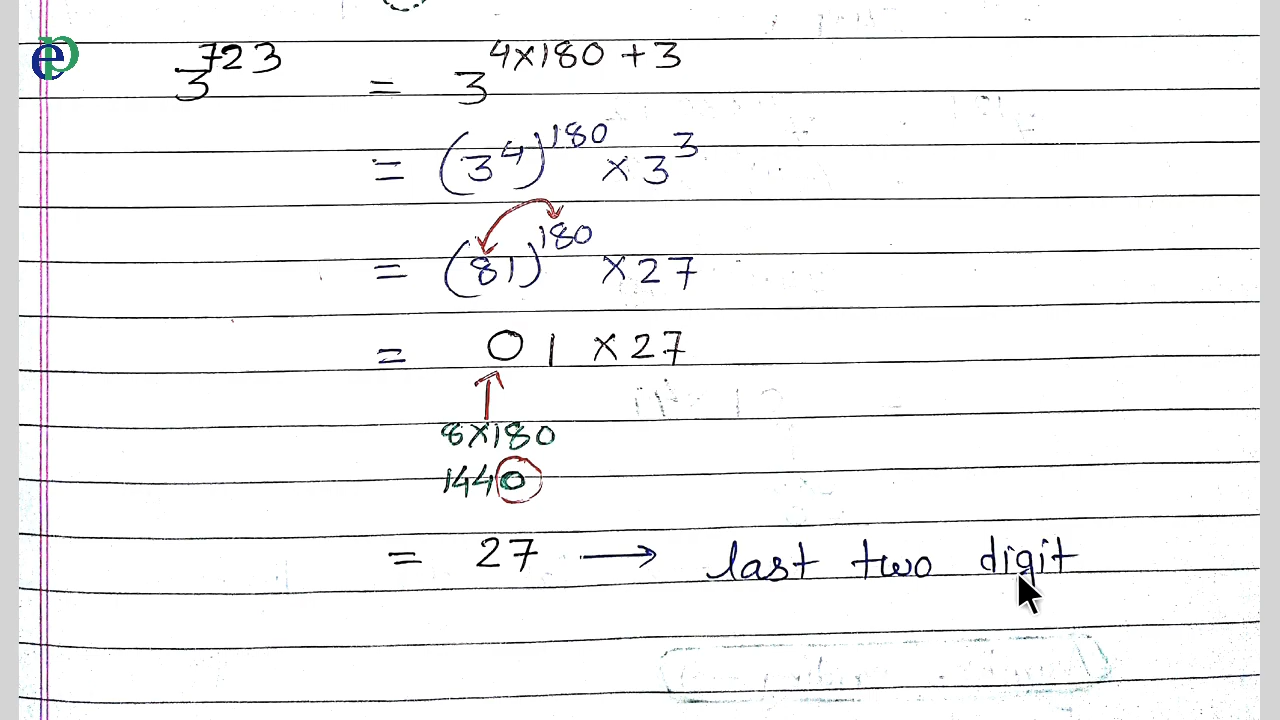 ep
3^723 = 3^(4×180+3)
= (3^4)^180 × 3^3
= (81)^180 × 27
= 01 × 27
8×180
1440
= 27 → last two digit